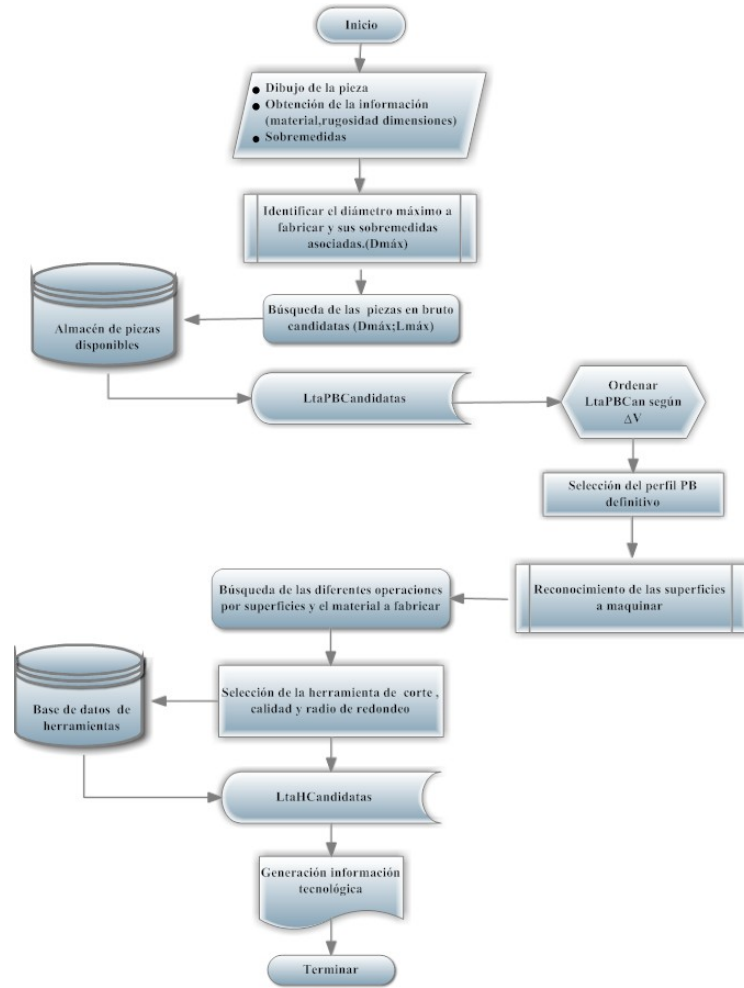 Inicio
● Dibujo de la pieza
● Obtención de la información
(material,rugosidad dimensiones)
● Sobremedidas
Identificar el diámetro máximo a
fabricar y sus sobremedidas
asociadas.(Dmáx)
Búsqueda de las piezas en bruto
candidatas (Dmáx;Lmáx)
Almacén de piezas
disponibles
LtaPBCandidatas
Ordenar
LtaPBCan según
ΔV
Selección del perfil PB
definitivo
Reconocimiento de las superficies
a maquinar
Búsqueda de las diferentes operaciones
por superficies y el material a fabricar
Selección de la herramienta de corte ,
calidad y radio de redondeo
Base de datos de
herramientas
LtaHCandidatas
Generación información
tecnológica
Terminar